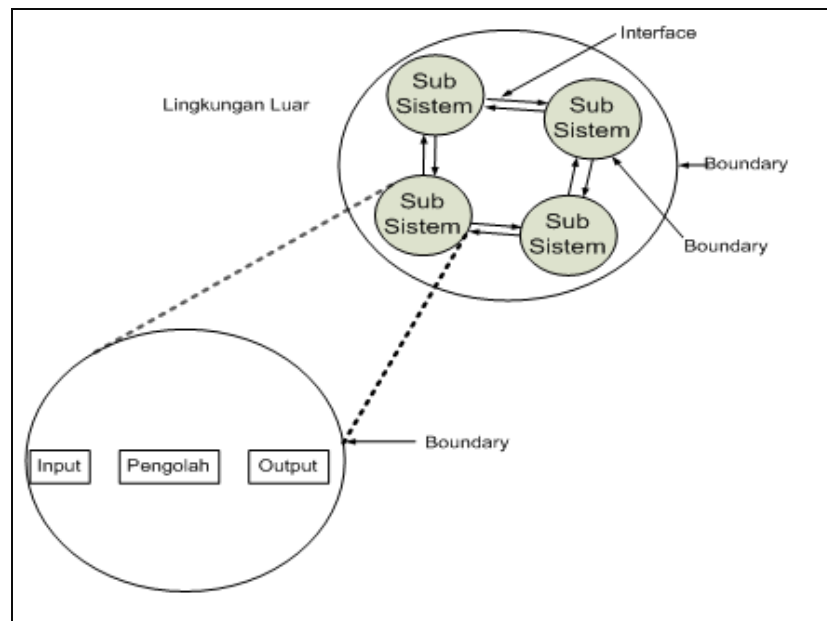 Interface
Sub
Sistem
Lingkungan Luar
Sub
Sistem
Boundary
Sub
Sistem
Sub
Sistem
Boundary
Boundary
Input
Pengolah
Output